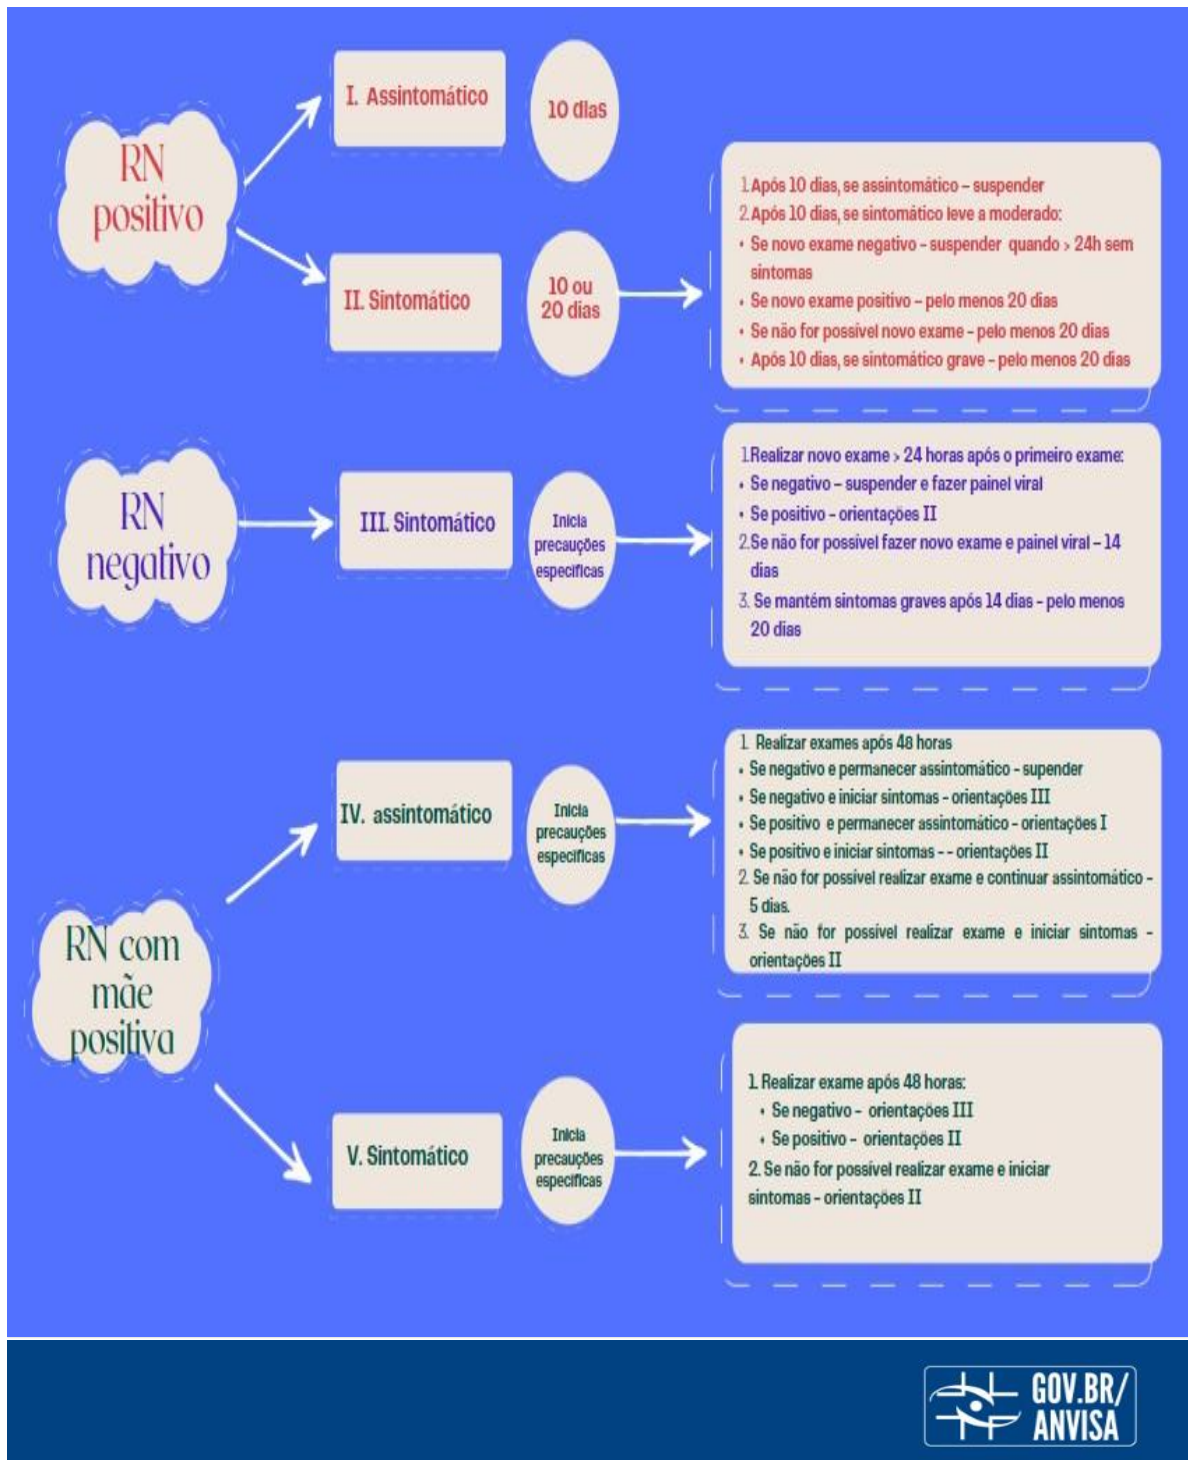 RN
positivo
I. Assintomático
10 dias
II. Sintomático
10 ou
20 dias
1.Após 10 dias, se assintomático – suspender
2.Após 10 dias, se sintomático leve a moderado:
• Se novo exame negativo – suspender quando > 24h sem
sintomas
• Se novo exame positivo – pelo menos 20 dias
• Se não for possível novo exame – pelo menos 20 dias
• Após 10 dias, se sintomático grave – pelo menos 20 dias
RN
negativo
III. Sintomático
Inicia
precauções
específicas
1.Realizar novo exame > 24 horas após o primeiro exame:
• Se negativo – suspender e fazer painel viral
• Se positivo – orientações II
2.Se não for possível fazer novo exame e painel viral – 14
dias
3. Se mantém sintomas graves após 14 dias – pelo menos
20 dias
RN com
mãe
positiva
IV. assintomático
Inicia
precauções
específicas
1. Realizar exames após 48 horas
• Se negativo e permanecer assintomático – supender
• Se negativo e iniciar sintomas – orientações III
• Se positivo e permanecer assintomático – orientações I
• Se positivo e iniciar sintomas - – orientações II
2. Se não for possível realizar exame e continuar assintomático –
5 dias.
3. Se não for possível realizar exame e iniciar sintomas –
orientações II
V. Sintomático
Inicia
precauções
específicas
1. Realizar exame após 48 horas:
• Se negativo – orientações III
• Se positivo – orientações II
2. Se não for possível realizar exame e iniciar
sintomas – orientações II
GOV.BR/
ANVISA